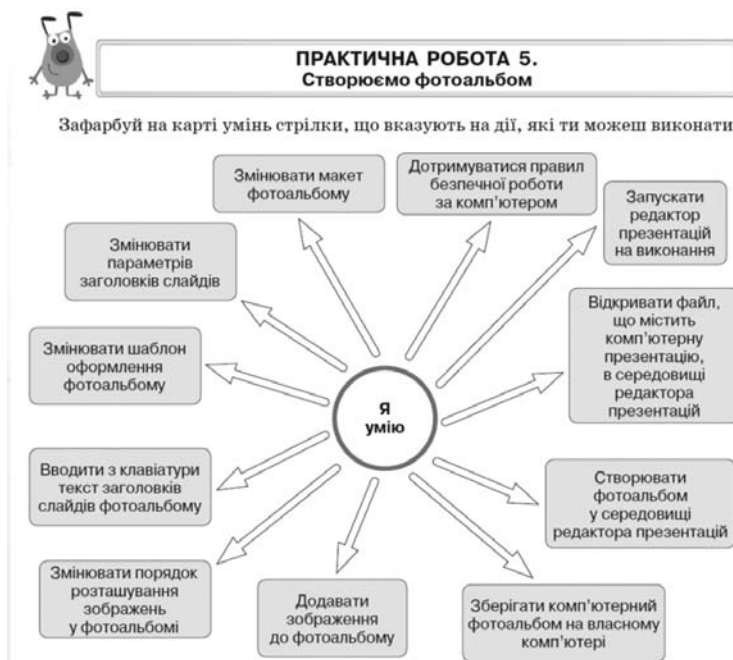 ПРАКТИЧНА РОБОТА 5.
Створюємо фотоальбом
Зафарбуй на карті умінь стрілки, що вказують на дії, які ти можеш виконати
Змінювати макет
фотоальбому
Дотримуватися правил
безпечної роботи
за комп'ютером
Запускати
редактор
презентацій
на виконання
Змінювати
параметрів
заголовків слайдів
Відкривати файл,
що містить
комп'ютерну
презентацію,
в середовищі
редактора
презентацій
Змінювати шаблон
оформлення
фотоальбому
Я
умію
Вводити з клавіатури
текст заголовків
слайдів фотоальбому
Створювати
фотоальбом
у середовищі
редактора презентацій
Змінювати порядок
розташування
зображень
у фотоальбомі
Додавати
зображення
до фотоальбому
Зберігати комп'ютерний
фотоальбом на власному
комп'ютері